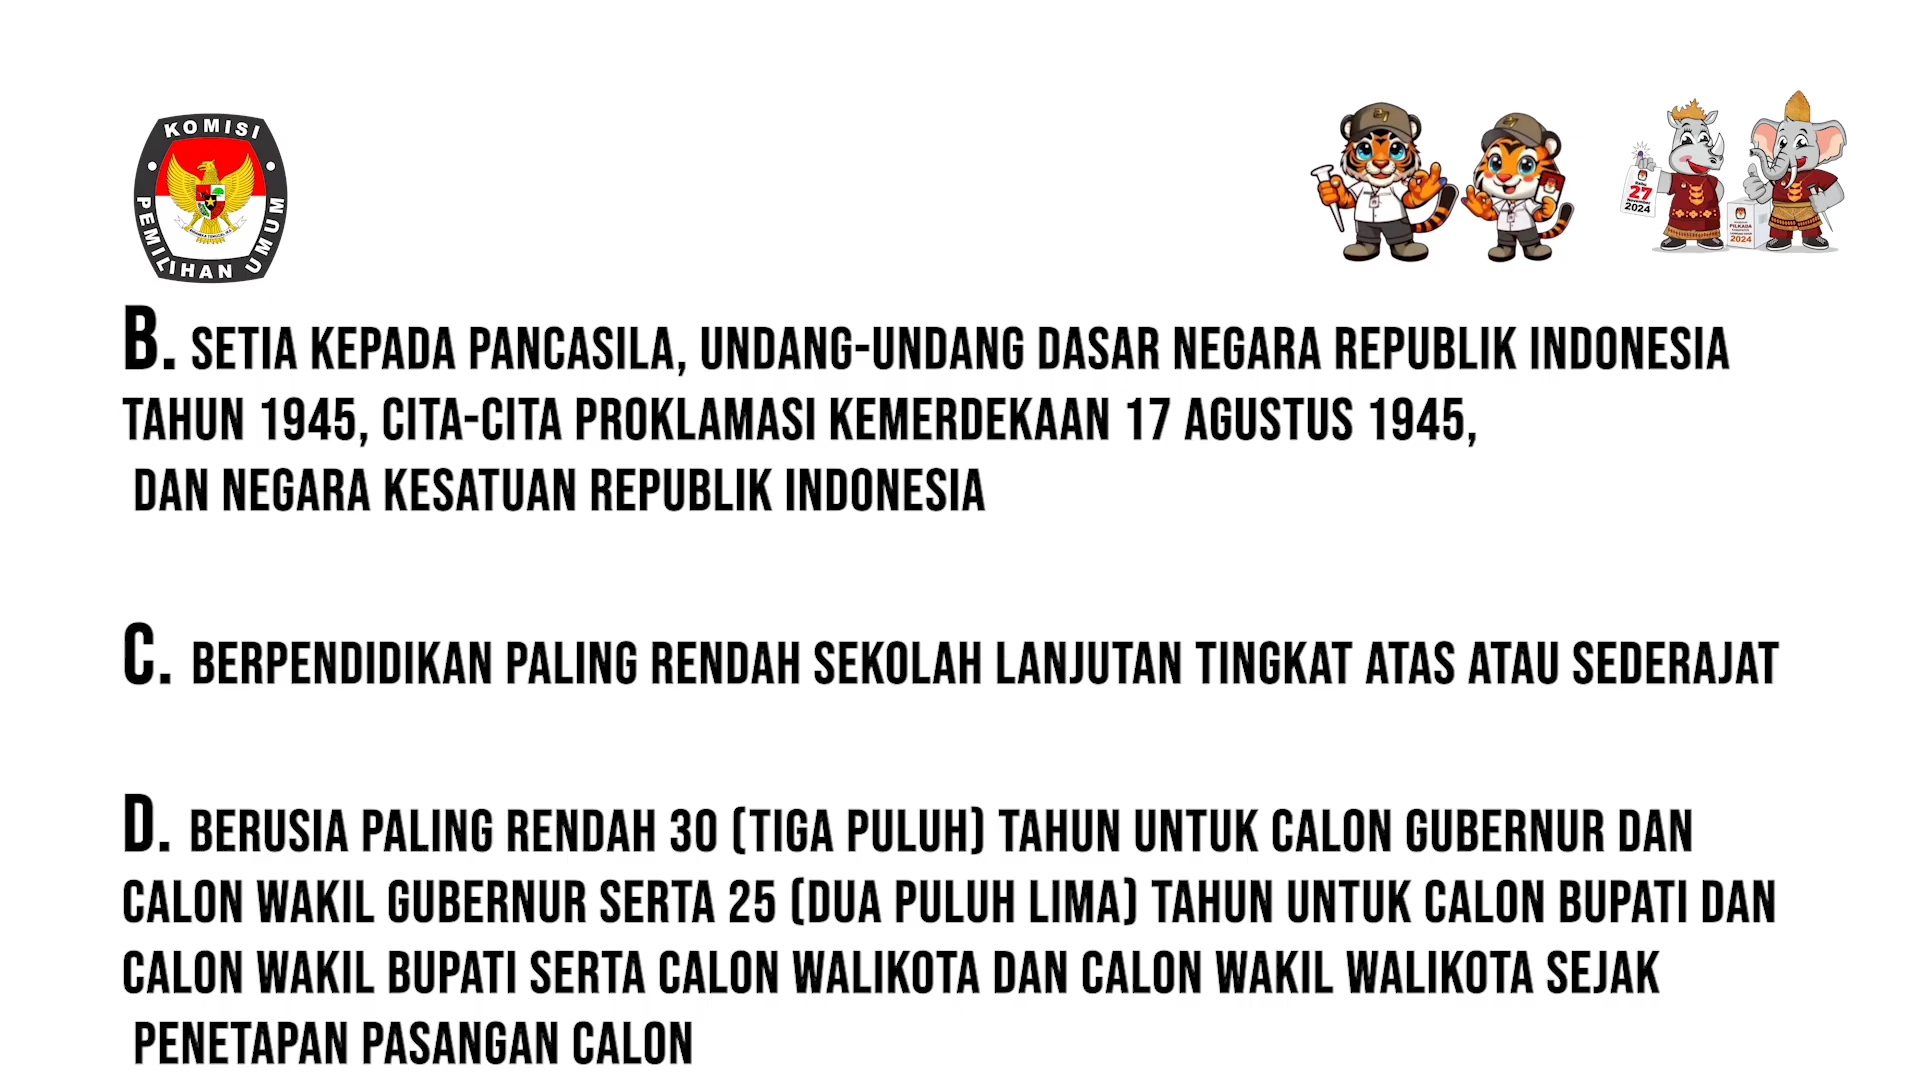 KOMISI
PEMILIHAN UMUM
27
2024
PILKADA
2024
B. SETIA KEPADA PANCASILA, UNDANG-UNDANG DASAR NEGARA REPUBLIK INDONESIA
TAHUN 1945, CITA-CITA PROKLAMASI KEMERDEKAAN 17 AGUSTUS 1945,
DAN NEGARA KESATUAN REPUBLIK INDONESIA
C. BERPENDIDIKAN PALING RENDAH SEKOLAH LANJUTAN TINGKAT ATAS ATAU SEDERAJAT
D. BERUSIA PALING RENDAH 30 (TIGA PULUH) TAHUN UNTUK CALON GUBERNUR DAN
CALON WAKIL GUBERNUR SERTA 25 (DUA PULUH LIMA) TAHUN UNTUK CALON BUPATI DAN
CALON WAKIL BUPATI SERTA CALON WALIKOTA DAN CALON WAKIL WALIKOTA SEJAK
PENETAPAN PASANGAN CALON